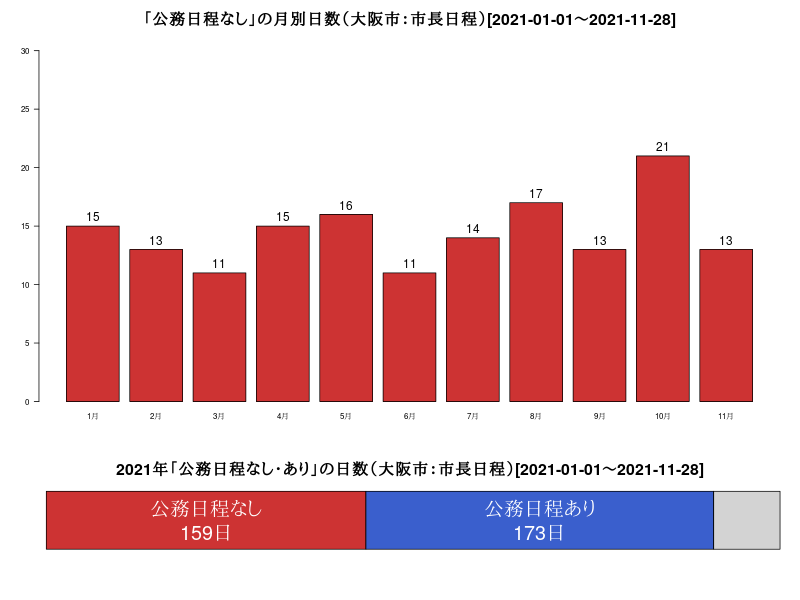 「公務日程なし」の月別日数（大阪市：市長日程）[2021-01-01～2021-11-28]
30
25
20
15
10
5
0
15
13
11
15
16
11
14
17
13
21
13
1月
2月
3月
4月
5月
6月
7月
8月
9月
10月
11月
2021年「公務日程なし・あり」の日数（大阪市：市長日程）[2021-01-01～2021-11-28]
公務日程なし
159日
公務日程あり
173日